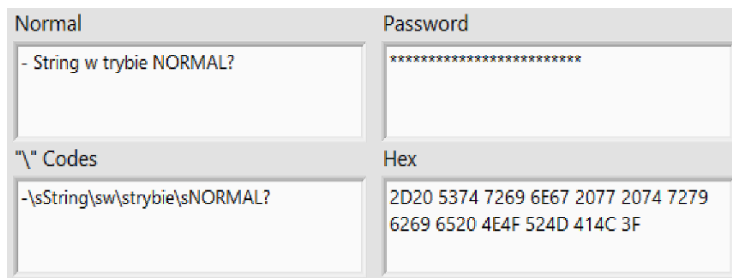 Normal
Password
- String w trybie NORMAL?
*************************
"\" Codes
Hex
-\sString\sw\strybie\sNORMAL?
2D20 5374 7269 6E67 2077 2074 7279
6269 6520 4E4F 524D 414C 3F